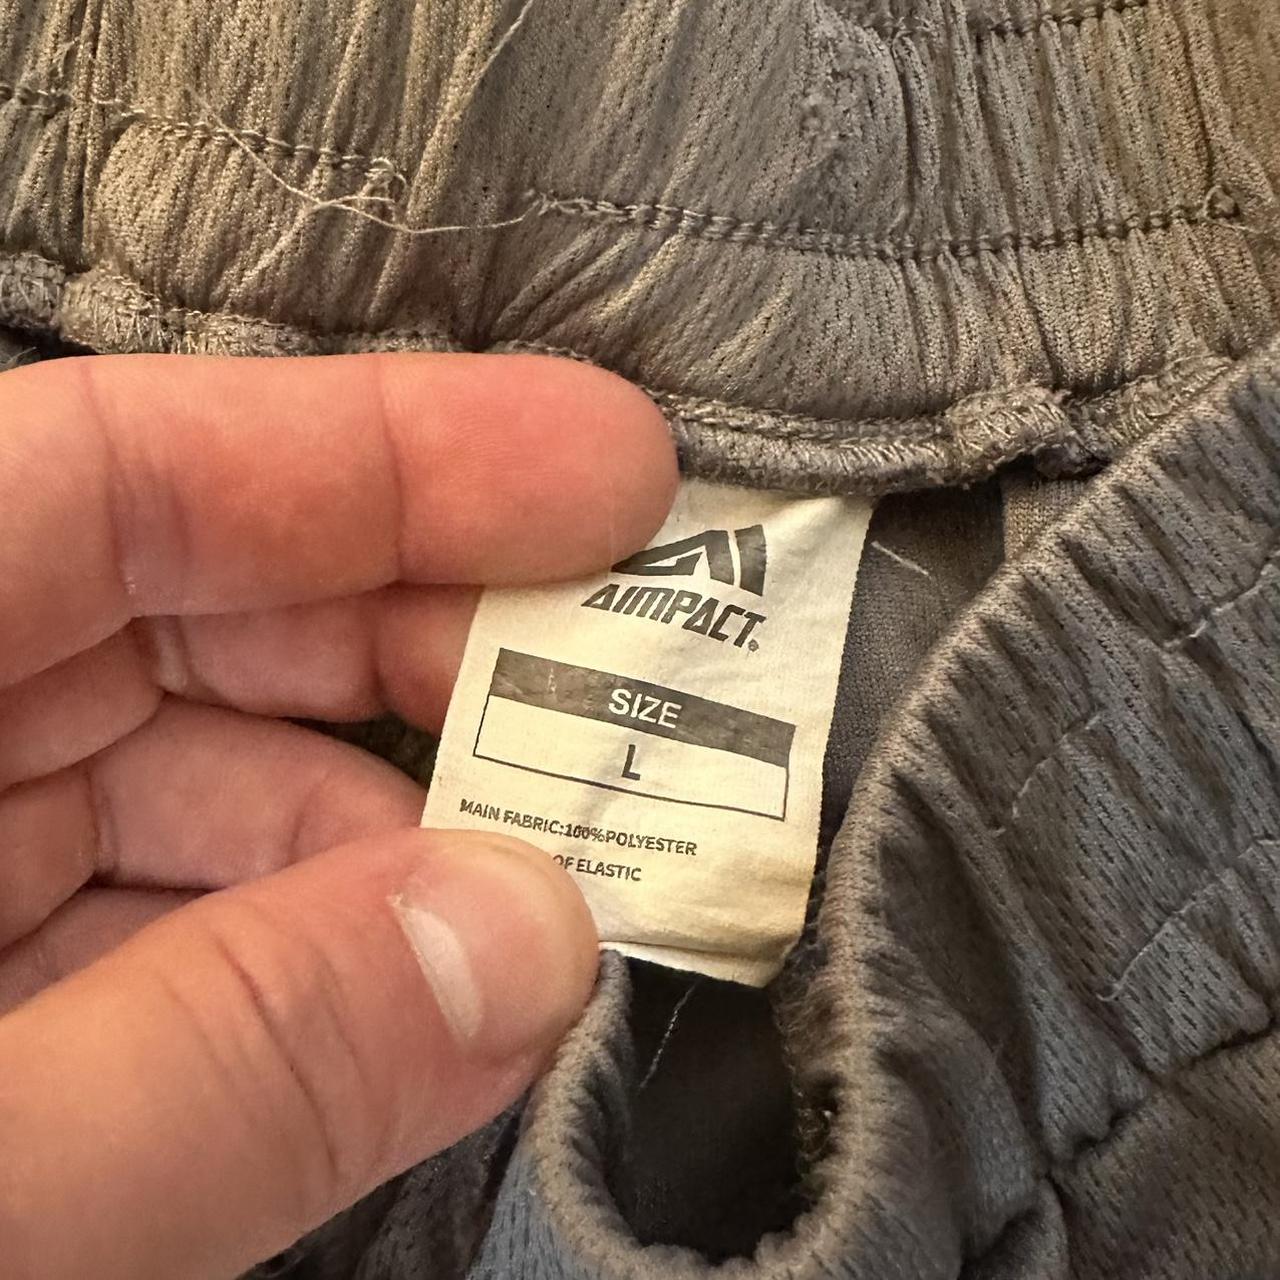 AIMPACT®
SIZE
L
MAIN FABRIC:100%POLYESTER
OF ELASTIC